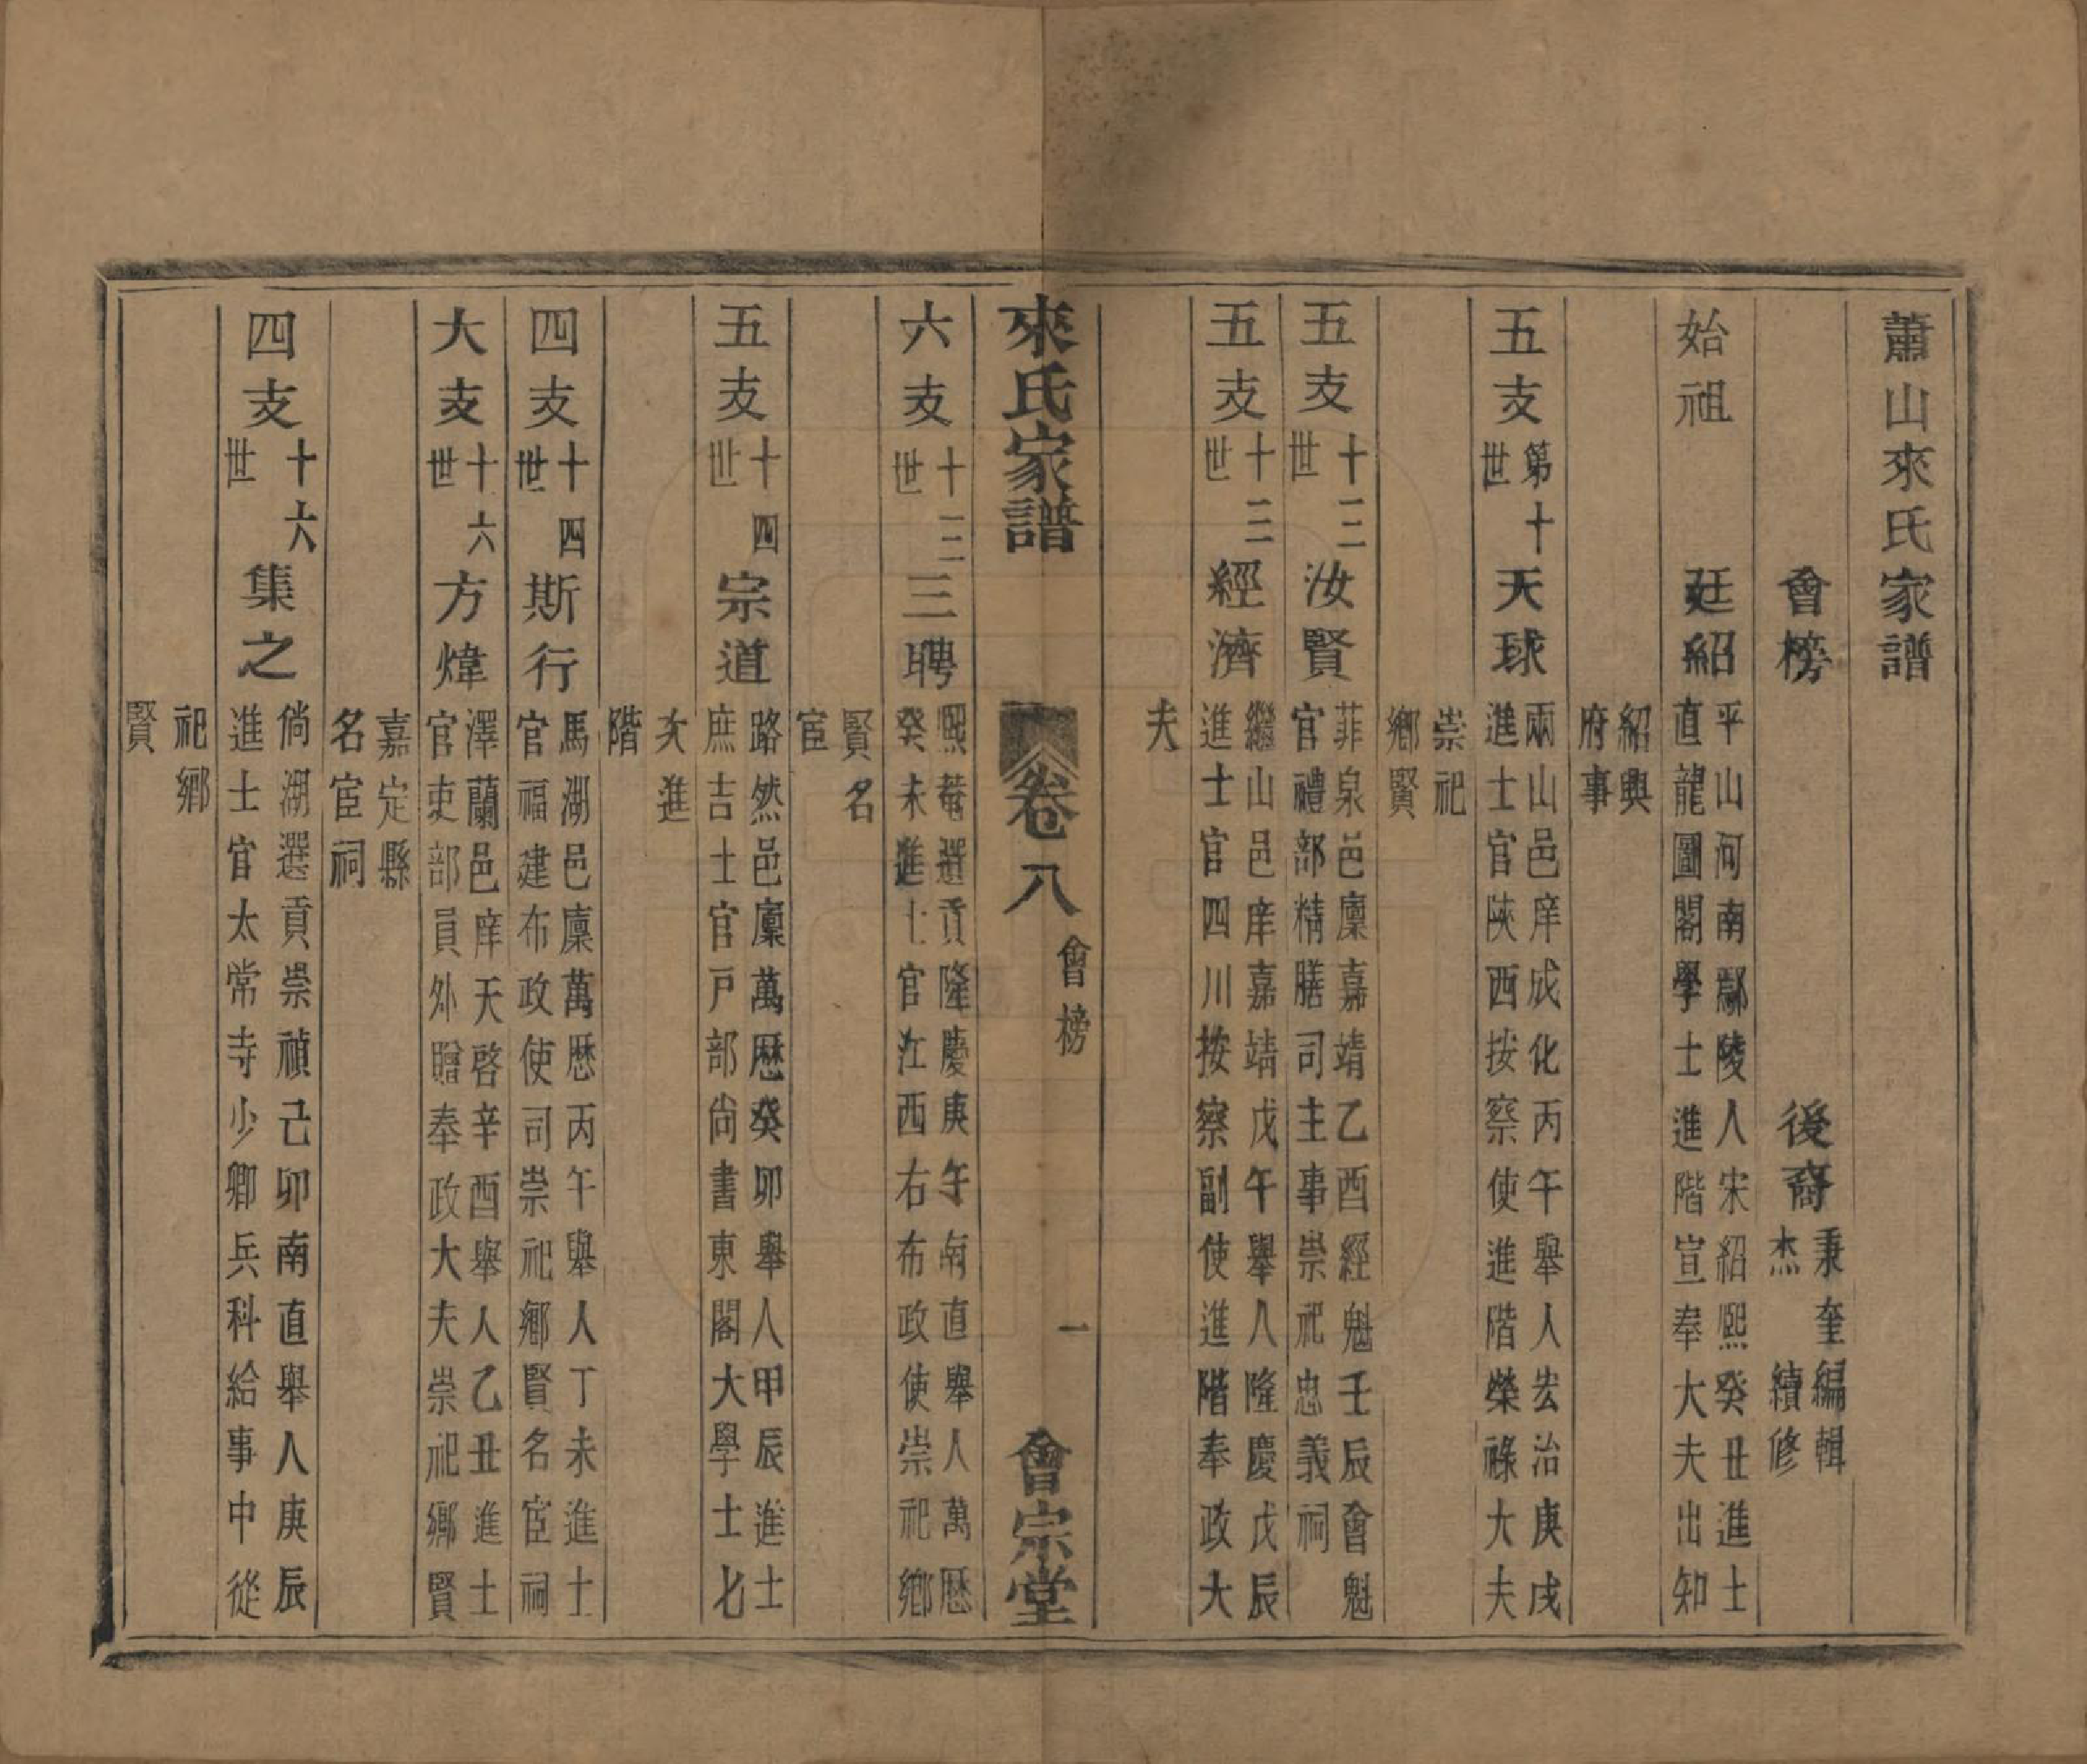 蕭山來氏家譜
會榜
後裔
秉奎編輯
杰續修
始祖
廷紹
平山河南鄢陵人宋紹熙癸丑進士
直龍圖閣學士進階宣奉大夫出知
紹興
府事
五支
第十
世
天球
兩山邑庠成化丙午舉人宏治庚戌
進士官陝西按察使進階榮祿大夫
崇祀
鄉賢
五支
十三
世
汝賢
菲泉邑廩嘉靖乙酉經魁壬辰會魁
官禮部精膳司主事崇祀忠義祠
五支
十三
世
經濟
繼山邑庠嘉靖戊午舉人隆慶戊辰
進士官四川按察副使進階奉政大
夫
來氏家譜
卷八
會榜
一
會宗堂
六支
十三
世
三聘
熙菴選貢隆慶庚午南直舉人萬歷
癸未進士官江西右布政使崇祀鄉
賢名
宦
五支
十四
世
宗道
路然邑廩萬歷癸卯舉人甲辰進士
庶吉士官戶部尚書東閣大學士
次進
階
四支
十四
世
斯行
馬湖邑廩萬歷丙午舉人丁未進士
官福建布政使司崇祀鄉賢名宦祠
大支
十六
世
方煒
澤蘭邑庠天啓辛酉舉人乙丑進士
官吏部員外贈奉政大夫崇祀鄉賢
嘉定縣
名宦祠
四支
十六
世
集之
倘湖選貢崇禎己卯南直舉人庚辰
進士官太常寺少卿兵科給事中從
祀鄉
賢